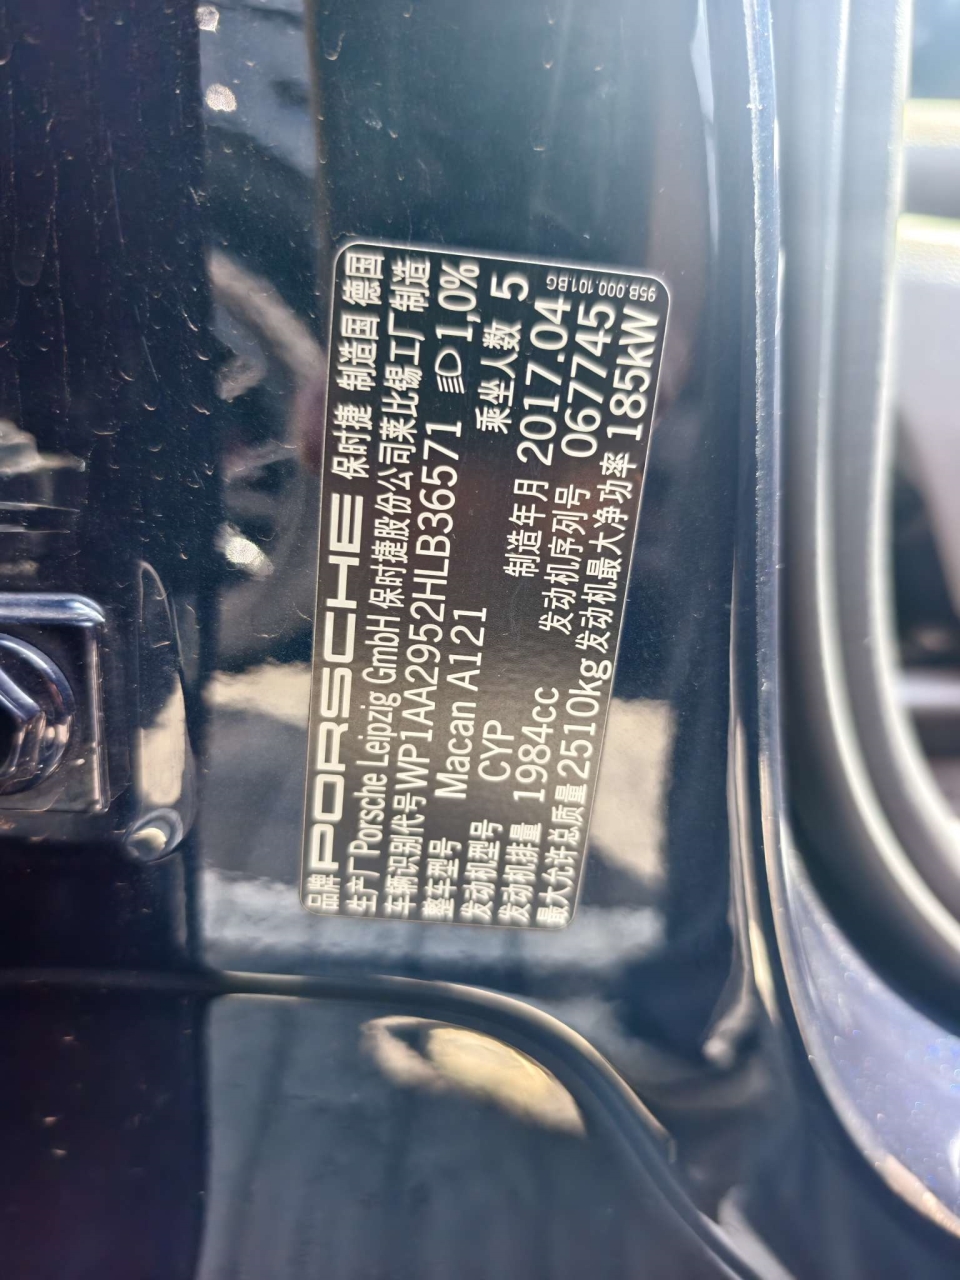 品牌 PORSCHE 保时捷 制造国 德国
生产厂 Porsche Leipzig GmbH 保时捷股份公司莱比锡工厂制造
车辆识别代号 WP1AA2952HLB36571 1,0%
整车型号 Macan A121 乘坐人数 5
发动机型号 CYP 制造年月 2017.04
发动机排量 1984cc 发动机序列号 067745
最大允许总质量 2510kg 发动机最大净功率 185kW
95B.000.101.BG